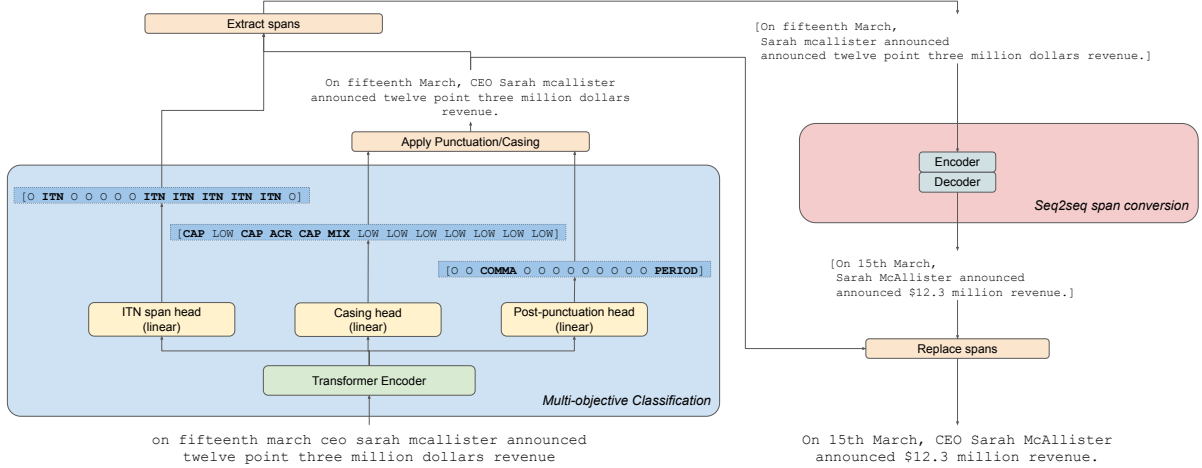 Extract spans
[On fifteenth March,
Sarah mcallister announced
announced twelve point three million dollars revenue.]
On fifteenth March, CEO Sarah mcallister
announced twelve point three million dollars
revenue.
Apply Punctuation/Casing
Encoder
Decoder
Seq2seq span conversion
[O ITN O O O O O ITN ITN ITN ITN ITN O]
[CAP LOW CAP ACR CAP MIX LOW LOW LOW LOW LOW LOW LOW]
[O O COMMA O O O O O O O O O PERIOD]
[On 15th March,
Sarah McAllister announced
announced $12.3 million revenue.]
ITN span head
(linear)
Casing head
(linear)
Post-punctuation head
(linear)
Replace spans
Transformer Encoder
Multi-objective Classification
on fifteenth march ceo sarah mcallister announced
twelve point three million dollars revenue
On 15th March, CEO Sarah McAllister
announced $12.3 million revenue.